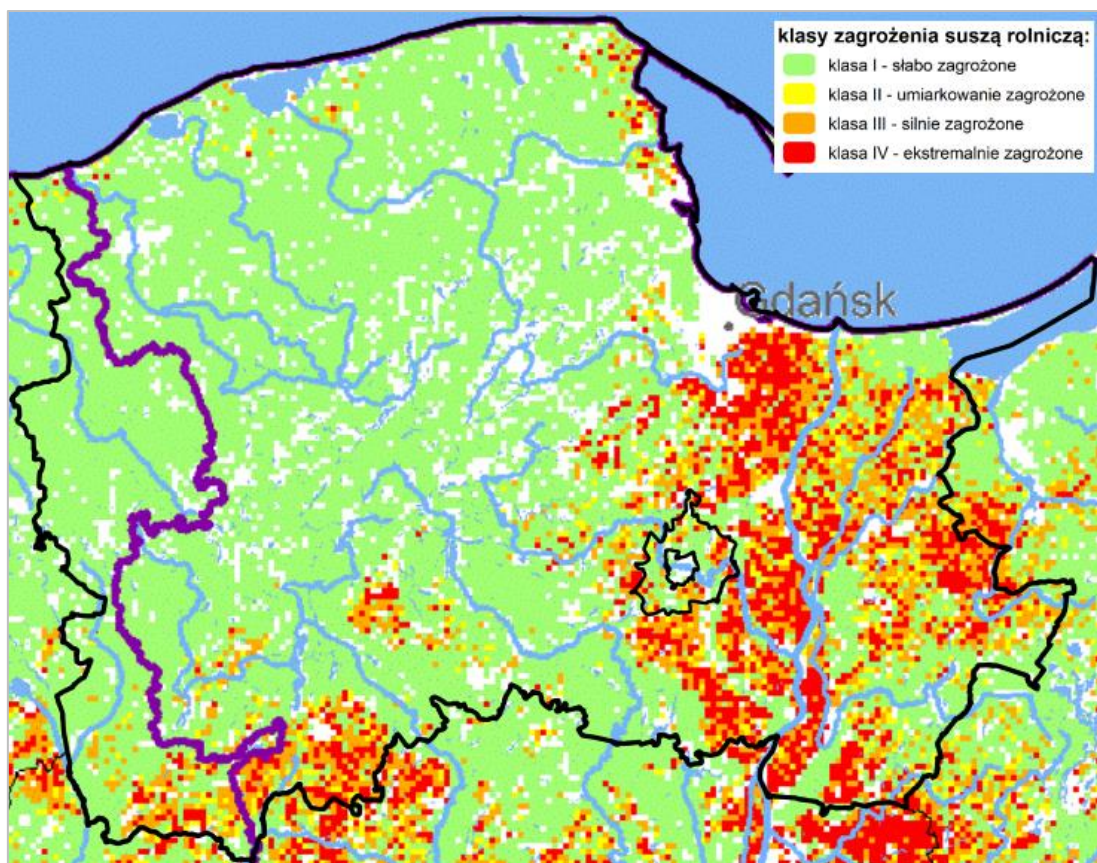 klasy zagrożenia suszą rolniczą:
klasa I - słabo zagrożone
klasa II - umiarkowanie zagrożone
klasa III - silnie zagrożone
klasa IV - ekstremalnie zagrożone
Gdańsk